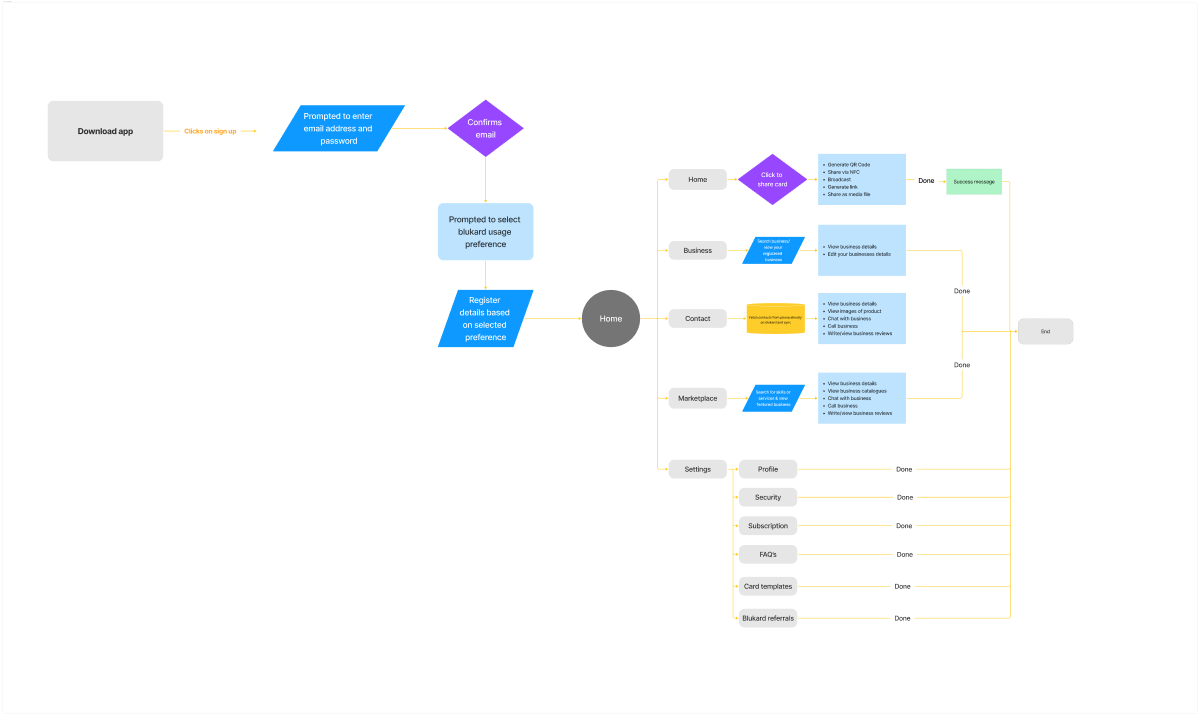 Download app
Clicks on sign up
Prompted to enter
email address and
password
Confirms
email
Prompted to select
blukard usage
preference
Register
details based
on selected
preference
Home
Home
Click to
share card
Generate QR Code
Share via NFC
Broadcast
Generate link
Share as media file
Done
Success message
Business
Search business/
view your
registered
business
View business details
Edit your businesses details
Done
Contact
View business details
View images of product
Chat with business
Call business
Write/view business reviews
End
Done
Marketplace
Search for skills or
services & view
featured business
View business details
View business catalogues
Chat with business
Call business
Write/view business reviews
Settings
Profile
Done
Security
Done
Subscription
Done
FAQ's
Done
Card templates
Done
Blukard referrals
Done